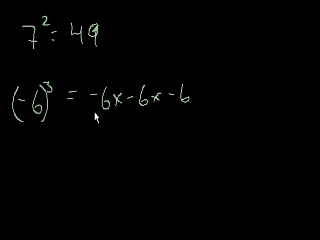 7² = 49
(-6)³ = -6x-6x-6